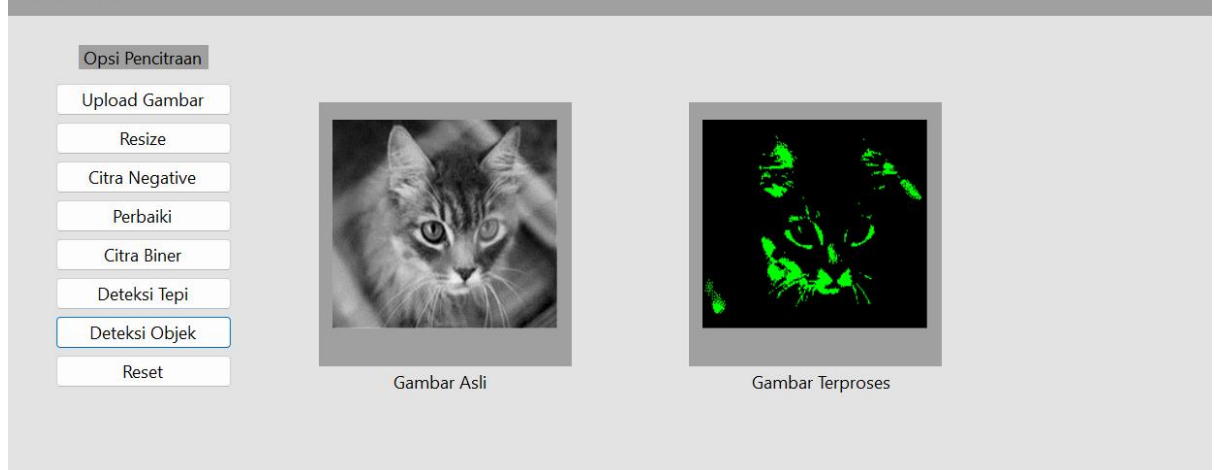 Opsi Pencitraan
Upload Gambar
Resize
Citra Negative
Perbaiki
Citra Biner
Deteksi Tepi
Deteksi Objek
Reset
Gambar Asli
Gambar Terproses